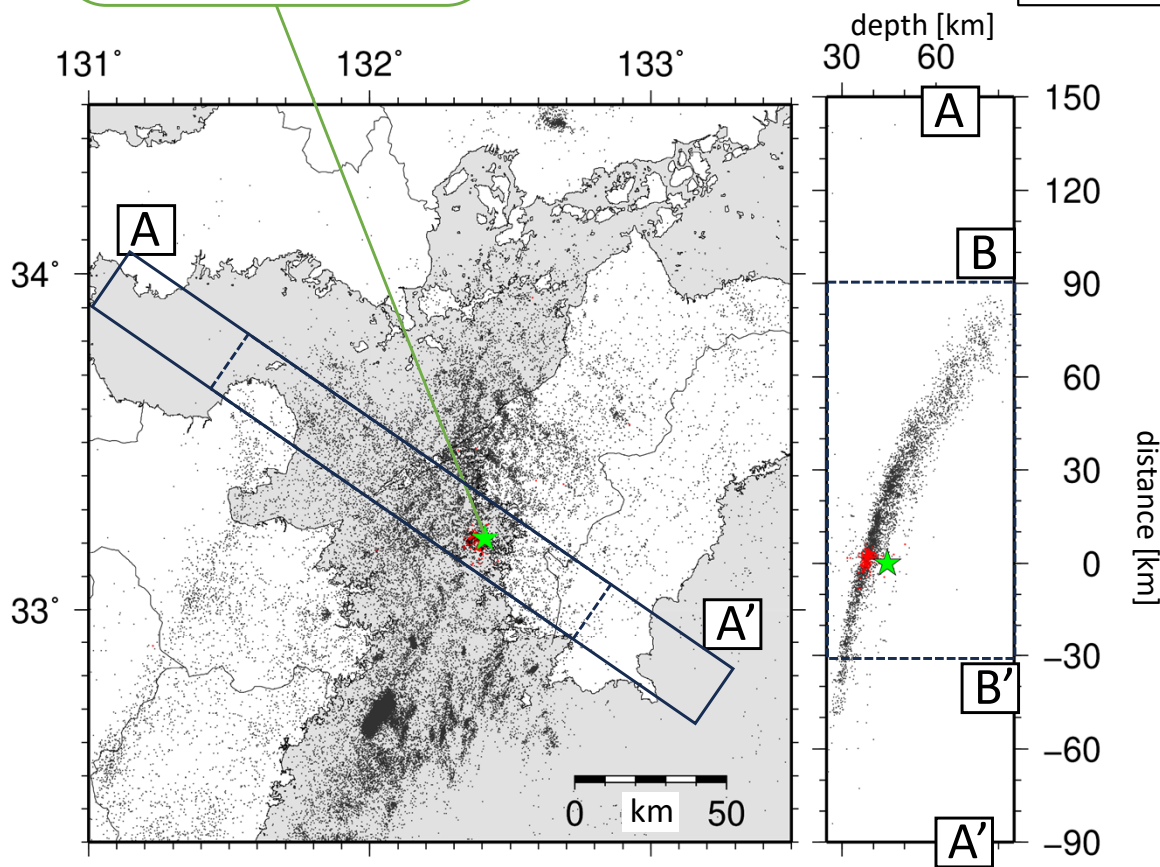 depth [km]
30 60
131˚ 132˚ 133˚
A 150
120
A
B
34˚
90
60
30
distance [km]
0
33˚
A’
−30
B’
−60
0 km 50
A’ −90